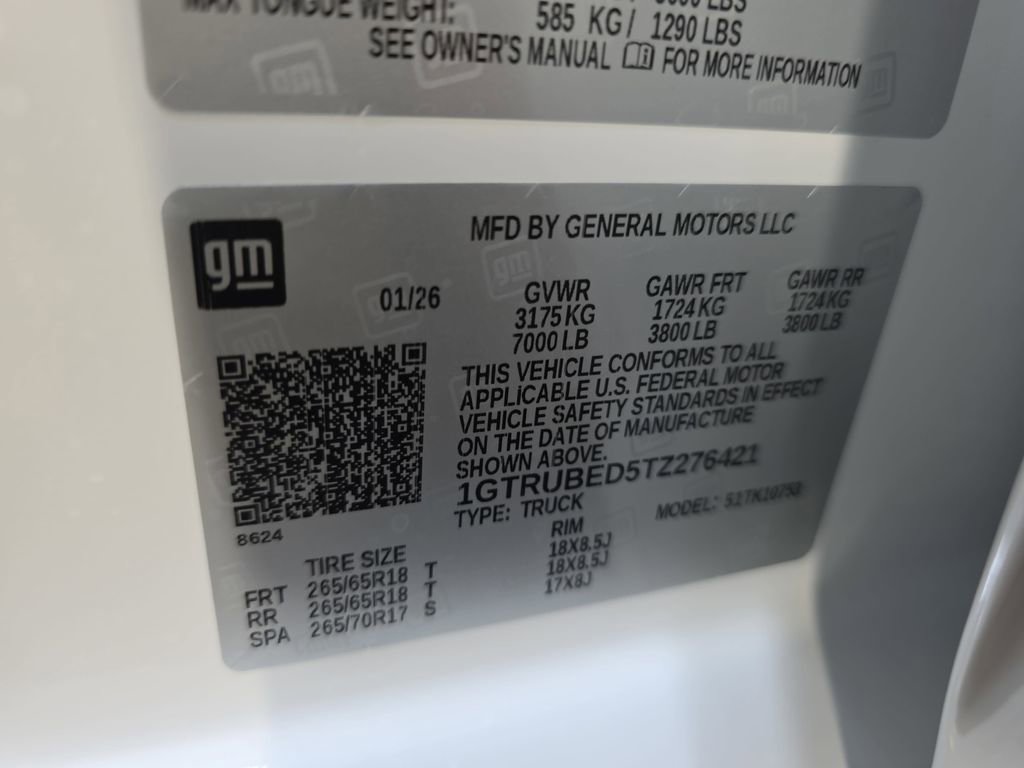 LBS
MAX TONGUE WEIGHT: 585 KG/ 1290 LBS
SEE OWNER'S MANUAL FOR MORE INFORMATION
gm
MFD BY GENERAL MOTORS LLC
01/26
GVWR GAWR FRT GAWR RR
3175 KG 1724 KG 1724 KG
7000 LB 3800 LB 3800 LB
THIS VEHICLE CONFORMS TO ALL
APPLICABLE U.S. FEDERAL MOTOR
VEHICLE SAFETY STANDARDS IN EFFECT
ON THE DATE OF MANUFACTURE
SHOWN ABOVE.
1GTRUBED5TZ276421
TYPE: TRUCK MODEL:
8624
TIRE SIZE RIM
FRT 265/65R18 T 18X8.5J
RR 265/65R18 T 18X8.5J
SPA 265/70R17 S 17X8J